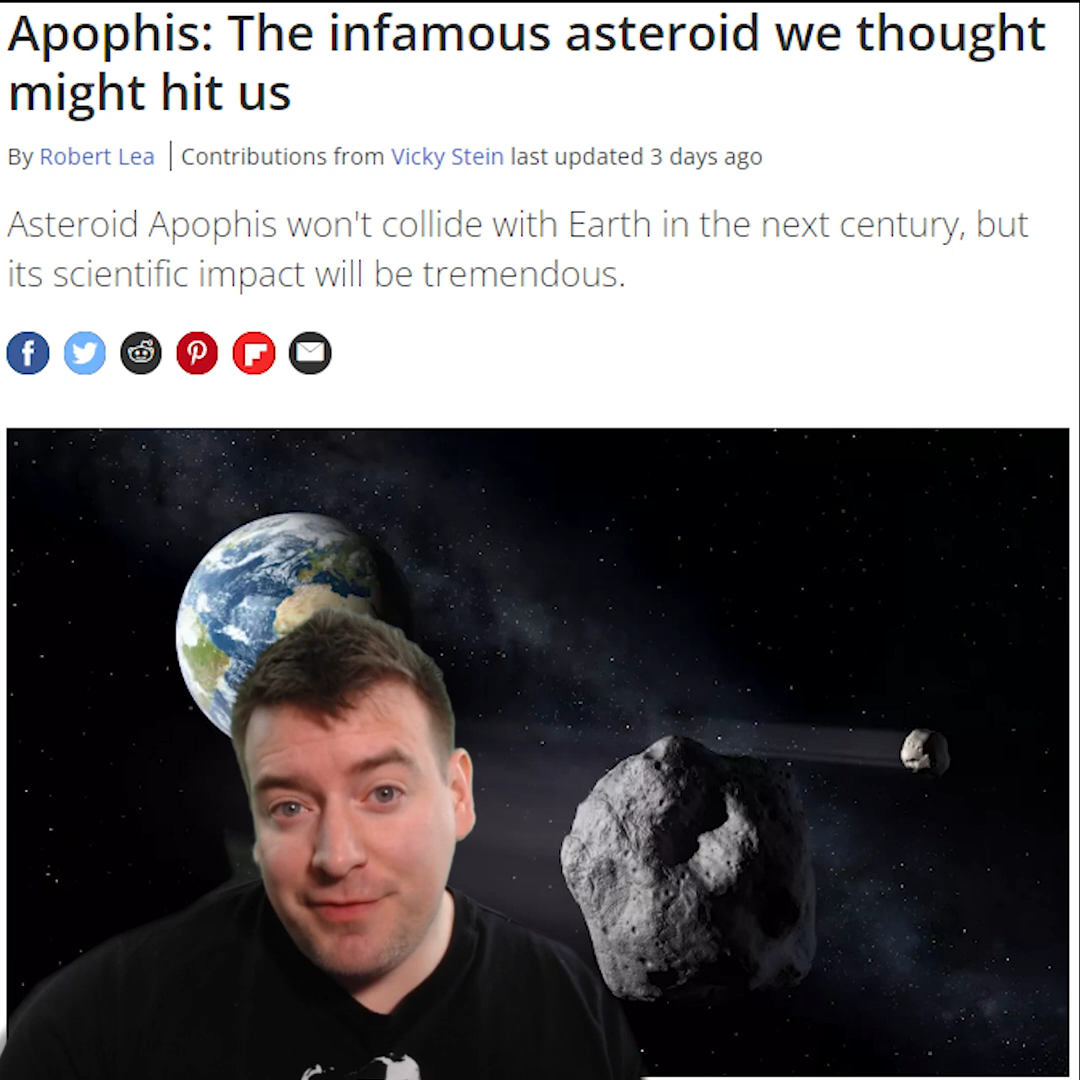 Apophis: The infamous asteroid we thought
might hit us
By Robert Lea | Contributions from Vicky Stein last updated 3 days ago
Asteroid Apophis won't collide with Earth in the next century, but
its scientific impact will be tremendous.